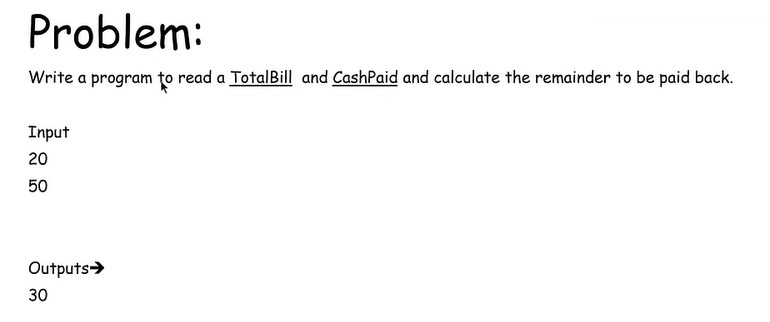 Problem:
Write a program to read a TotalBill and CashPaid and calculate the remainder to be paid back.
Input
20
50
Outputs➔
30